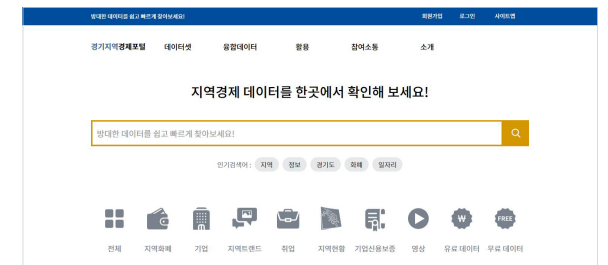 방대한 데이터를 쉽고 빠르게 찾아보세요! 회원가입 로그인 사이트맵
경기지역경제포털 데이터셋 융합데이터 활용 참여소통 소개
지역경제 데이터를 한곳에서 확인해 보세요!
방대한 데이터를 쉽고 빠르게 찾아보세요!
인기검색어 : 지역 정보 경기도 화폐 일자리
FREE
전체 지역화폐 기업 지역트렌드 취업 지역현황 기업신용보증 영상 유료 데이터 무료 데이터